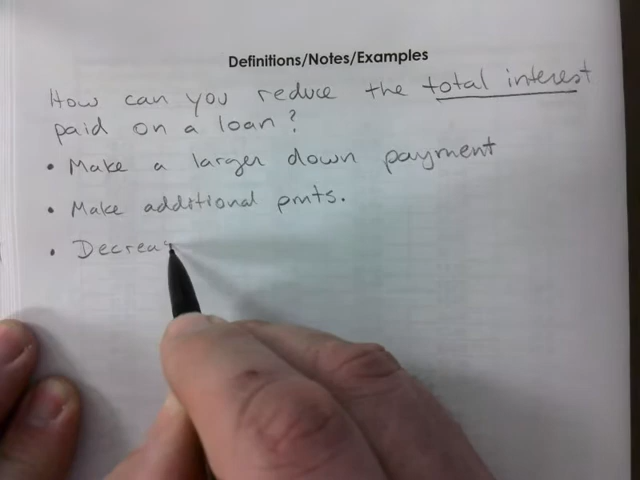 Definitions/Notes/Examples
How can you reduce the total interest
paid on a loan?
• Make a larger down payment
• Make additional pmts.
• Decreas